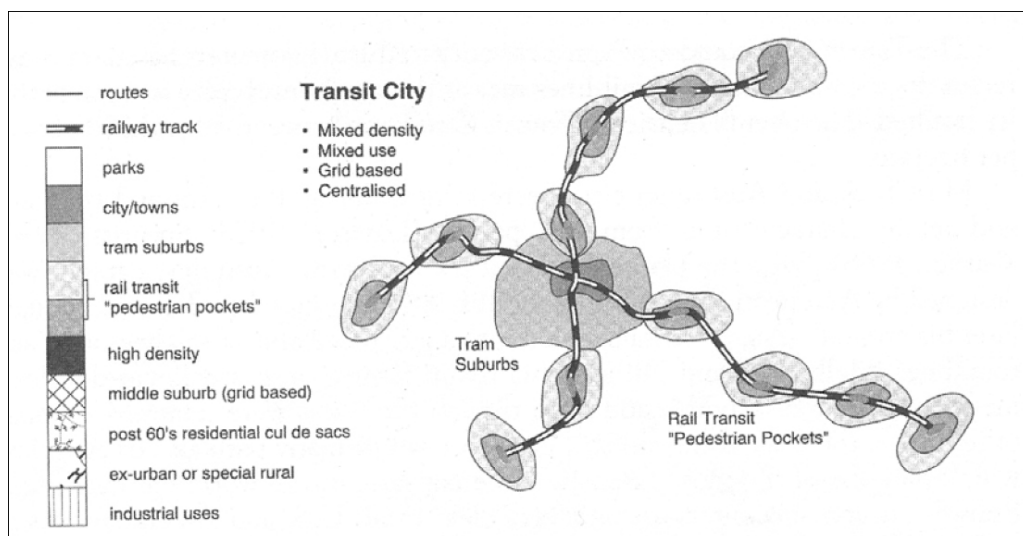 routes
railway track
parks
city/towns
tram suburbs
rail transit
"pedestrian pockets"
high density
middle suburb (grid based)
post 60's residential cul de sacs
ex-urban or special rural
industrial uses
Transit City
• Mixed density
• Mixed use
• Grid based
• Centralised
Tram
Suburbs
Rail Transit
"Pedestrian Pockets"